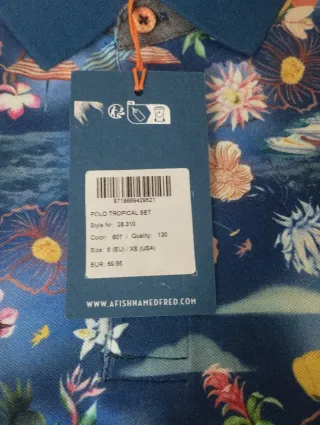 8718669429521
POLO TROPICAL SET
Style Nr: 28.310
Color: 607 / Quality: 130
Size: S (EU) / XS (USA)
EUR: 69.95
WWW.AFISHNAMEDFRED.COM